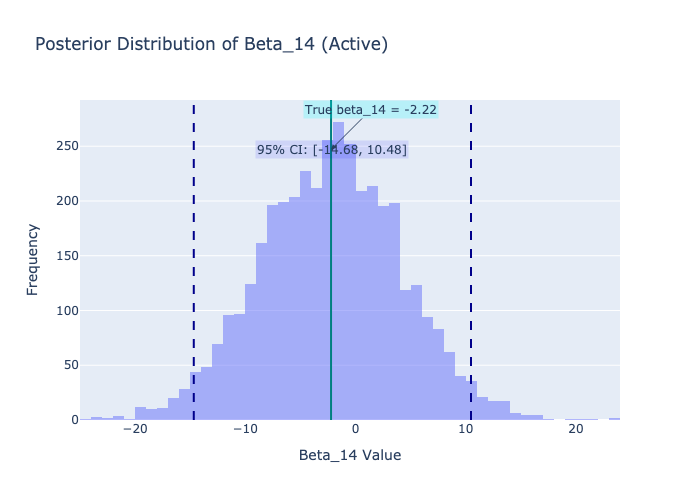 Posterior Distribution of Beta_14 (Active)
True beta_14 = -2.22
95% CI: [-14.68, 10.48]
250
200
150
100
50
0
Frequency
−20
−10
0
10
20
Beta_14 Value